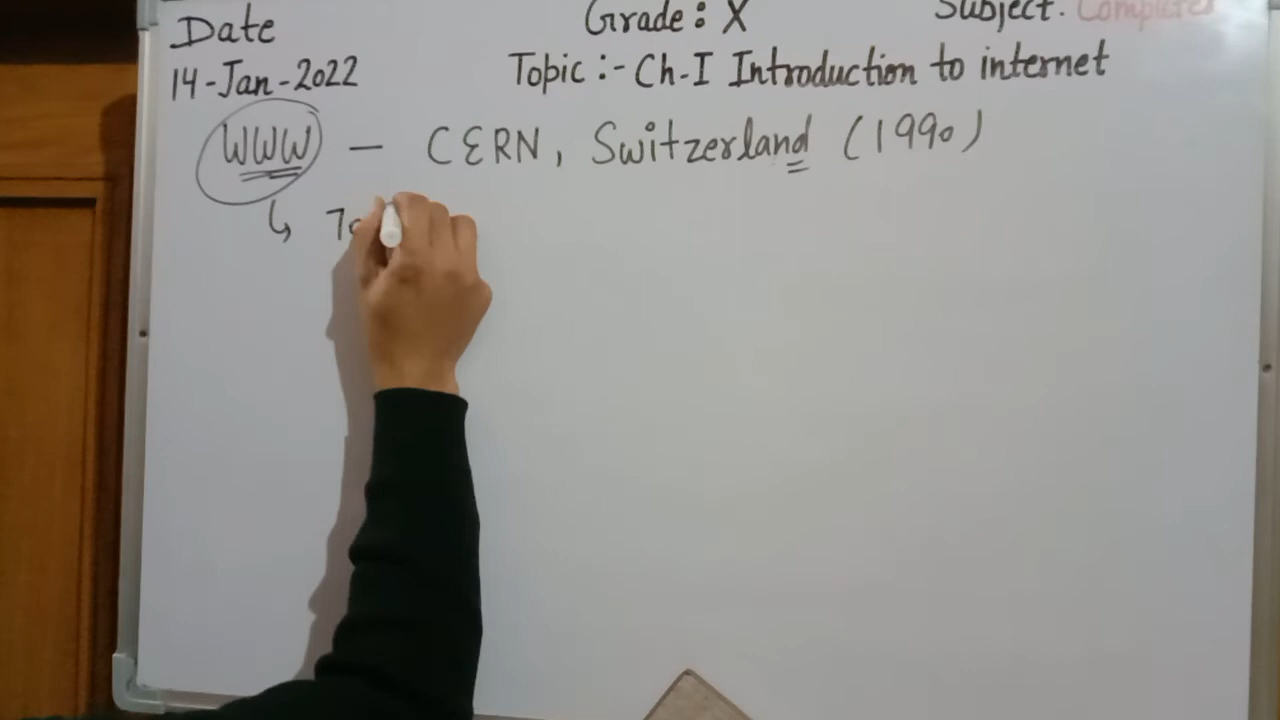 Grade : X Subject. Computer
Date
14-Jan-2022 Topic :- Ch-I Introduction to internet
WWW - CERN, Switzerland (1990)
↳